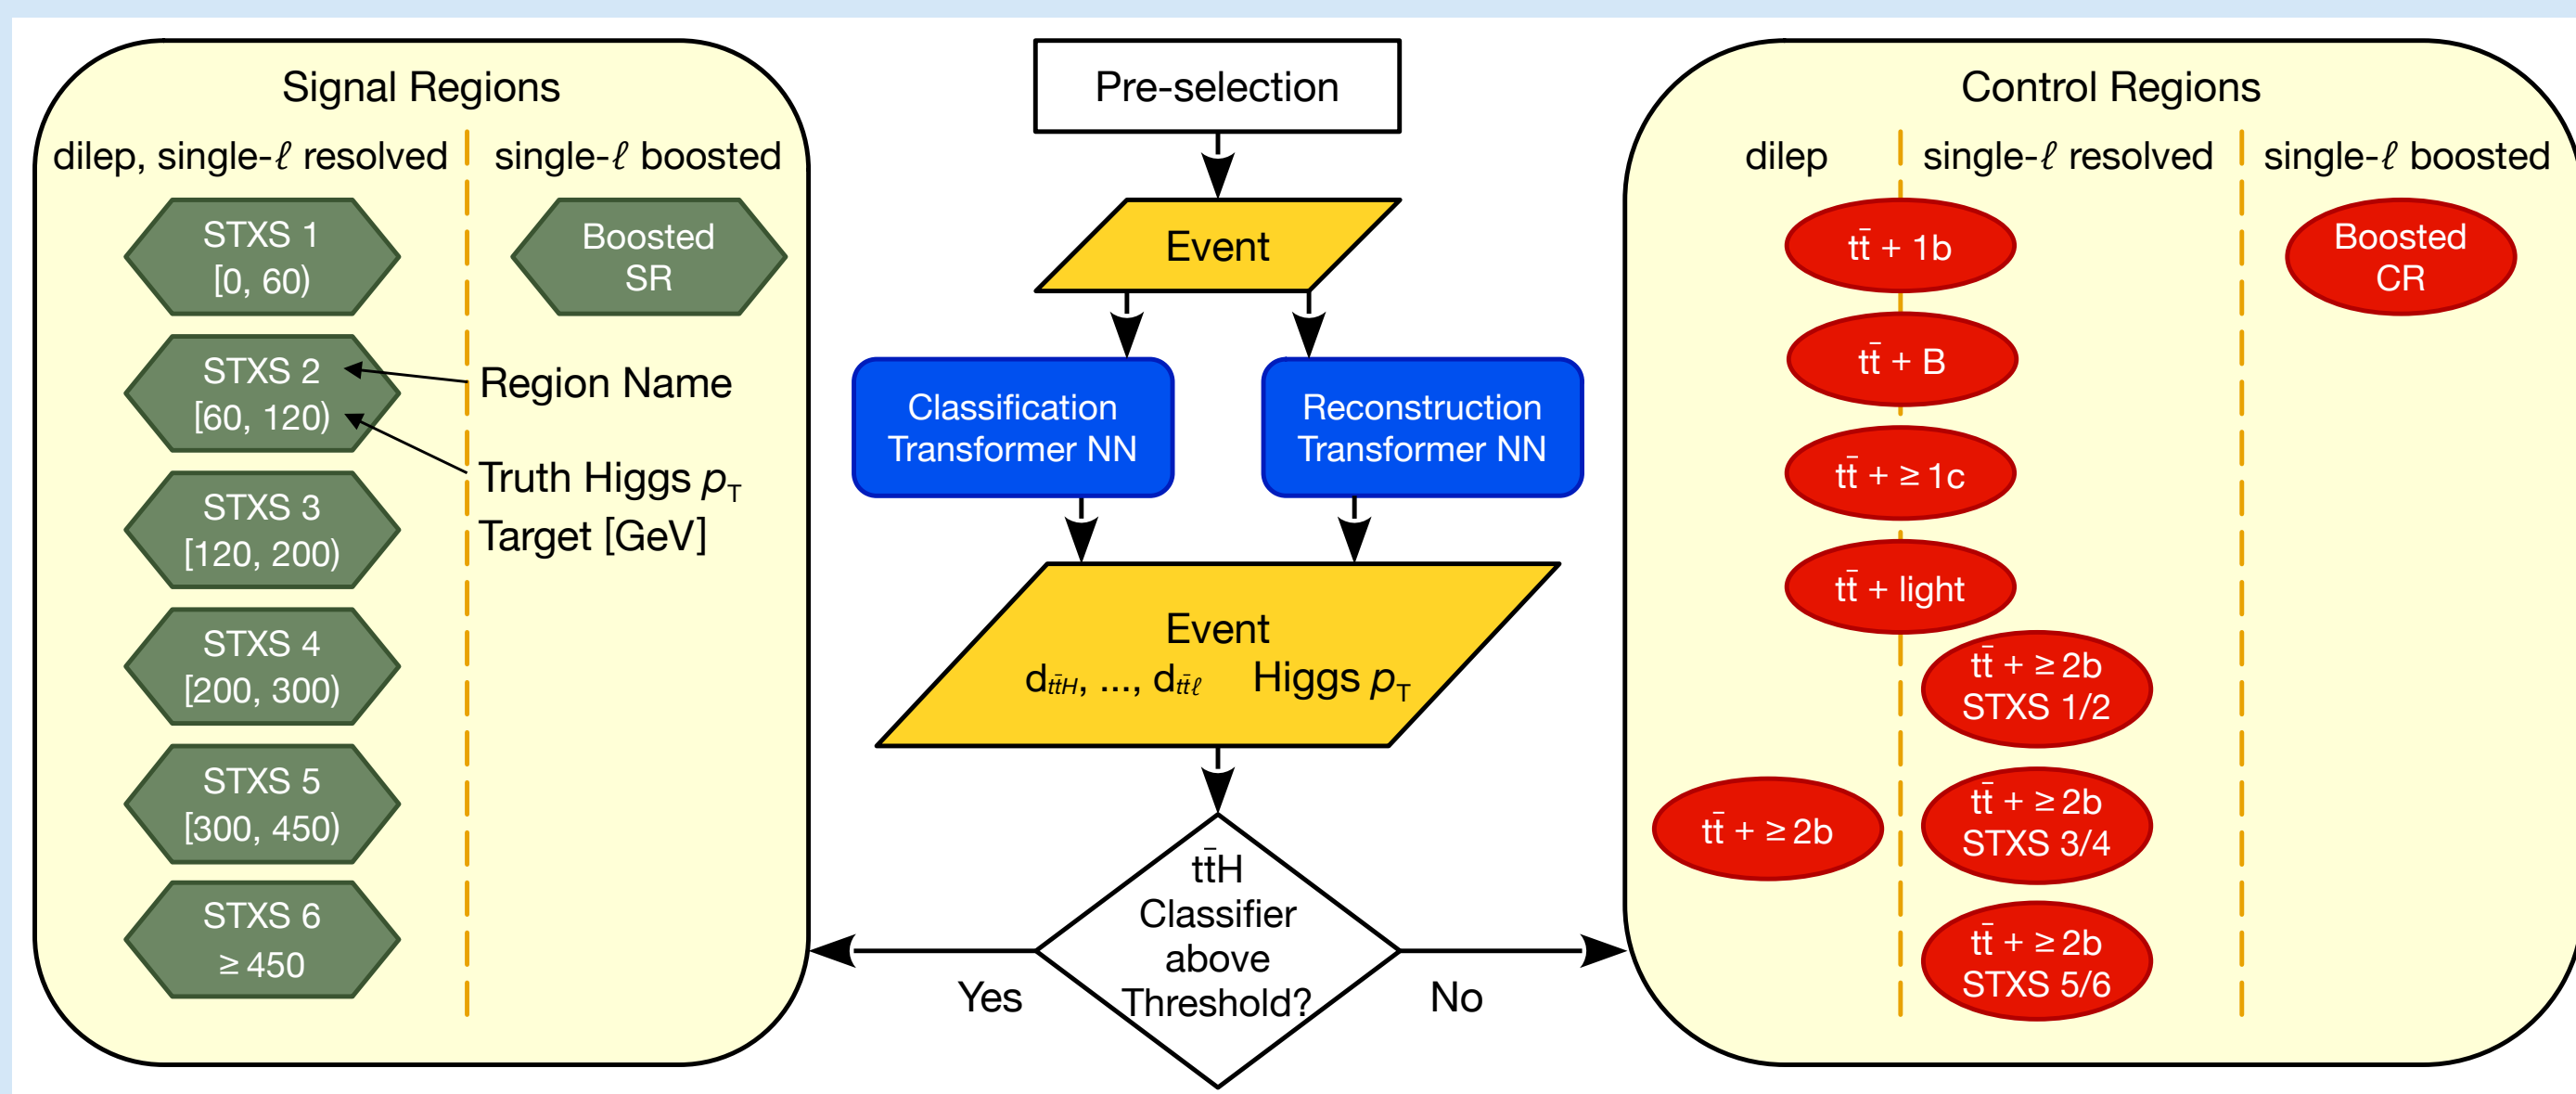 Signal Regions
dilep, single-ℓ resolved
single-ℓ boosted
STXS 1
[0, 60)
Boosted
SR
STXS 2
[60, 120)
Region Name
Truth Higgs pT
Target [GeV]
STXS 3
[120, 200)
STXS 4
[200, 300)
STXS 5
[300, 450)
STXS 6
≥ 450
Pre-selection
Event
Classification
Transformer NN
Reconstruction
Transformer NN
Event
dtt̄H, ..., dtt̄ℓ
Higgs pT
tt̄H
Classifier
above
Threshold?
Yes
No
Control Regions
dilep
single-ℓ resolved
single-ℓ boosted
tt̄ + 1b
Boosted
CR
tt̄ + B
tt̄ + ≥ 1c
tt̄ + light
tt̄ + ≥ 2b
STXS 1/2
tt̄ + ≥ 2b
tt̄ + ≥ 2b
STXS 3/4
tt̄ + ≥ 2b
STXS 5/6